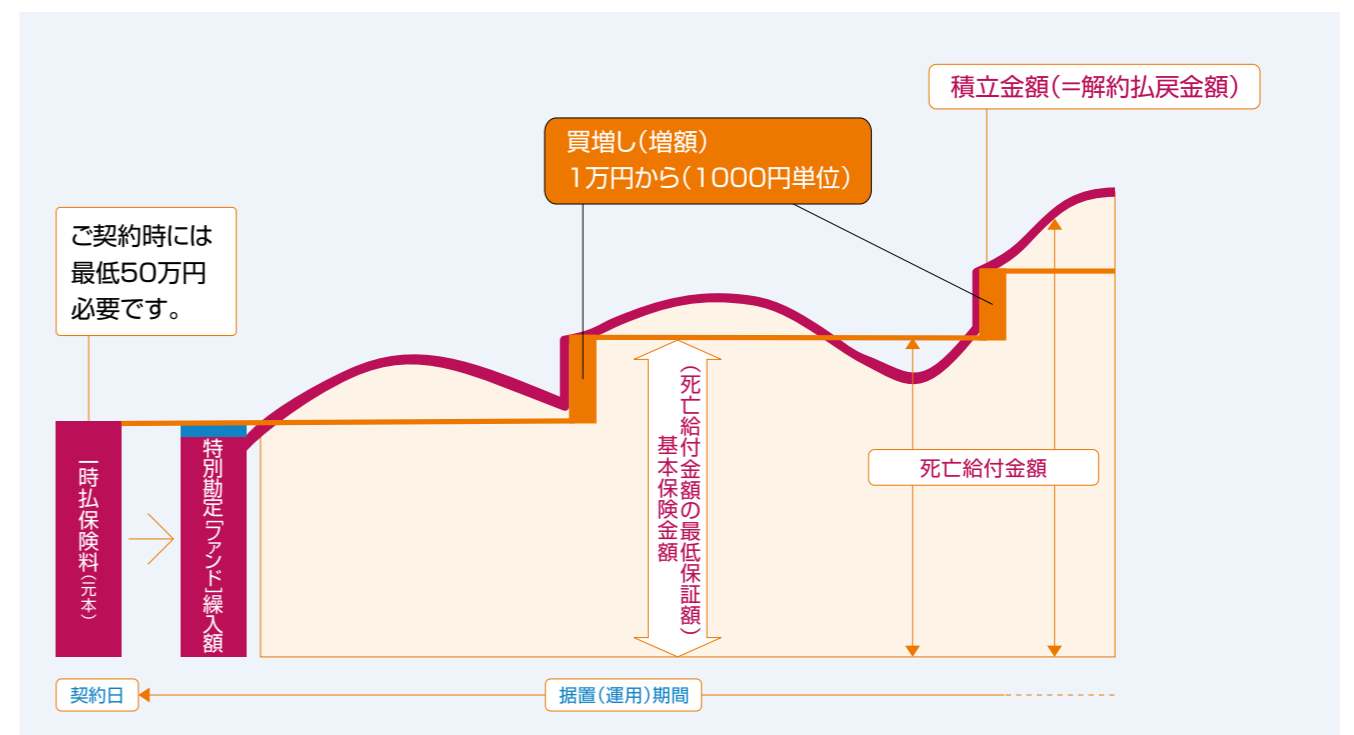 積立金額(=解約払戻金額)
買増し(増額)
1万円から(1000円単位)
ご契約時には
最低50万円
必要です。
一時払保険料(元本)
特別勘定[ファンド]繰入額
(死亡給付金額の最低保証額)
基本保険金額
死亡給付金額
契約日
据置(運用)期間